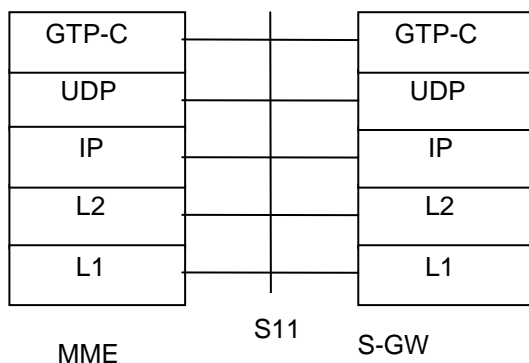 GTP-C GTP-C
UDP UDP
IP IP
L2 L2
L1 L1
MME S11 S-GW